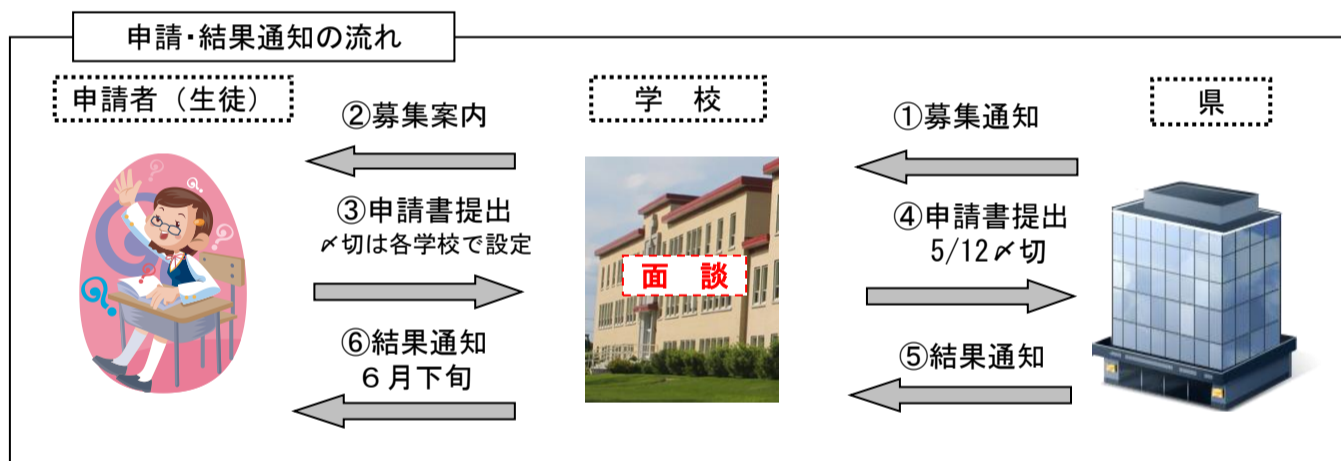 申請・結果通知の流れ
申請者（生徒）
学　校
県
②募集案内
①募集通知
③申請書提出
〆切は各学校で設定
④申請書提出
5/12〆切
面　談
⑥結果通知
６月下旬
⑤結果通知